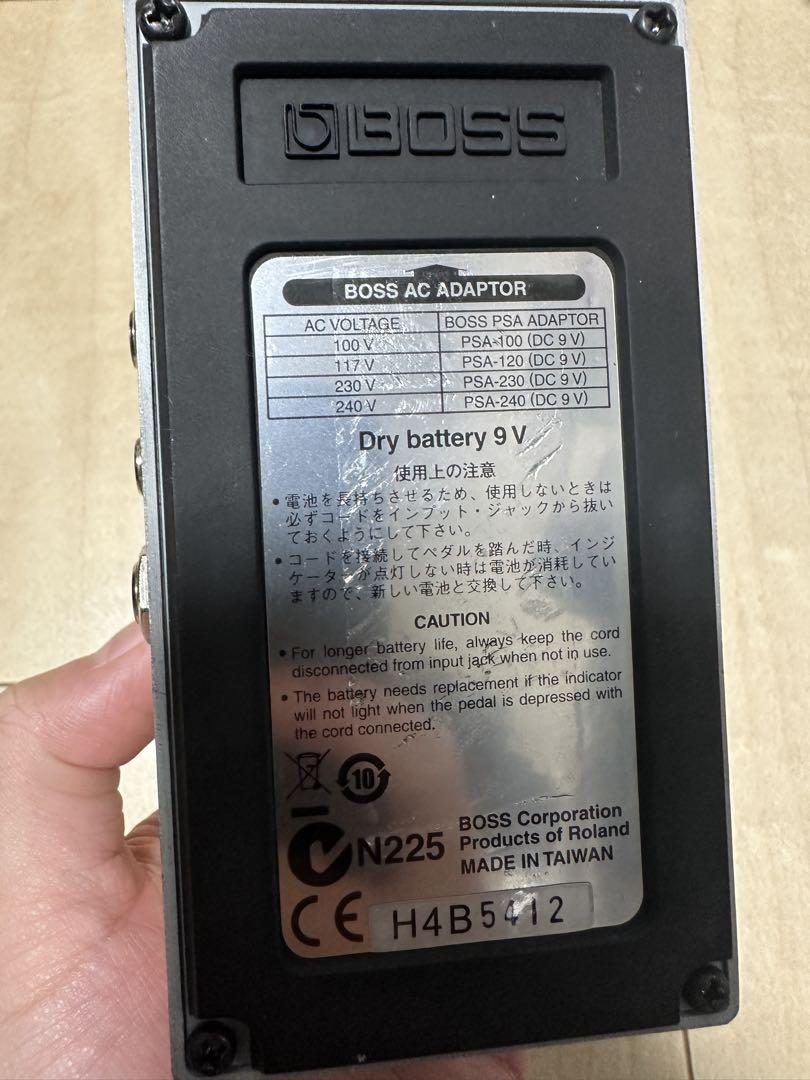 BOSS
BOSS AC ADAPTOR
AC VOLTAGE BOSS PSA ADAPTOR
100 V PSA-100 (DC 9 V)
117 V PSA-120 (DC 9 V)
230 V PSA-230 (DC 9 V)
240 V PSA-240 (DC 9 V)
Dry battery 9 V
使用上の注意
• 電池を長持ちさせるため、使用しないときは
必ずコードをインプット・ジャックから抜い
ておくようにして下さい。
• コードを接続してペダルを踏んだ時、インジ
ケーターが点灯しない時は電池が消耗してい
ますので、新しい電池と交換して下さい。
CAUTION
• For longer battery life, always keep the cord
disconnected from input jack when not in use.
• The battery needs replacement if the indicator
will not light when the pedal is depressed with
the cord connected.
10
N225
BOSS Corporation
Products of Roland
MADE IN TAIWAN
CE
H4B5412